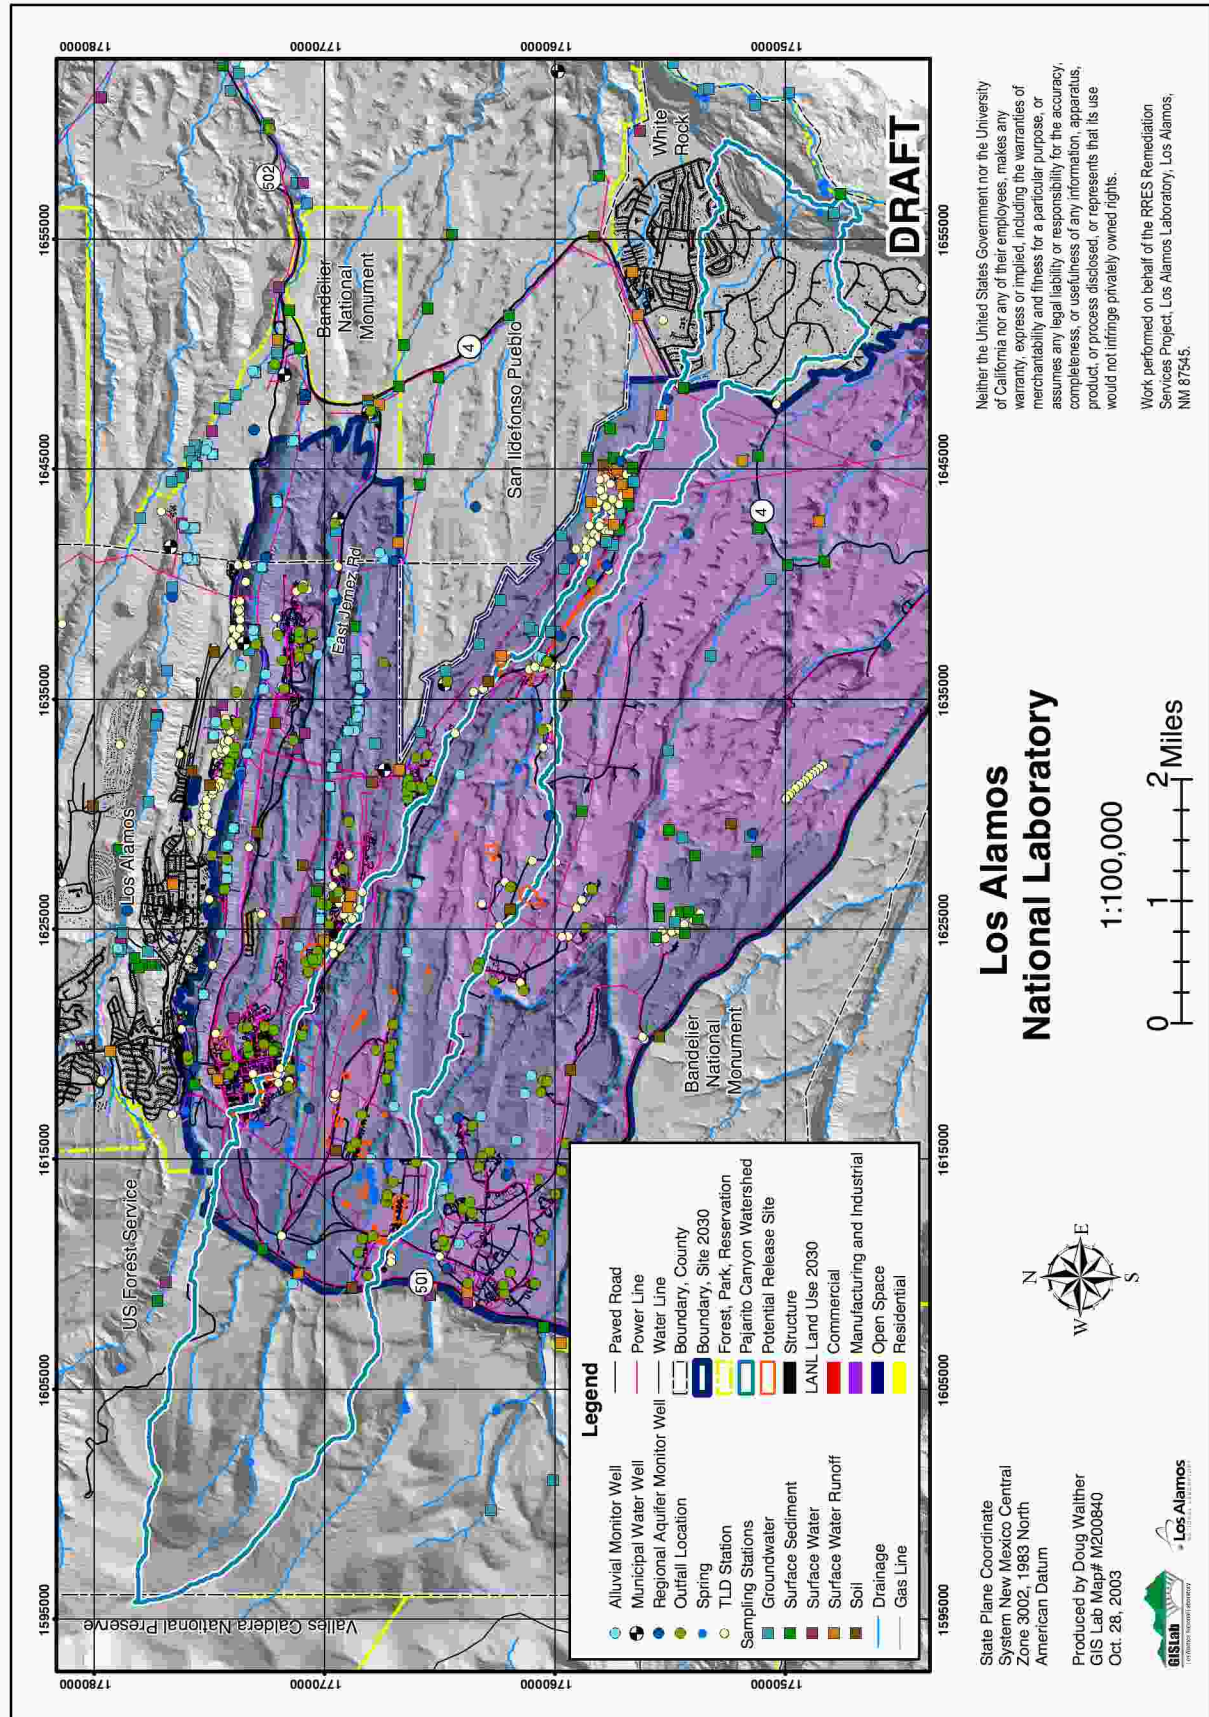 1595000
1605000
1615000
1625000
1635000
1645000
1655000
1780000
1770000
1760000
1750000
1780000
1770000
1760000
1750000
US Forest Service
Valles Caldera National Preserve
Los Alamos
502
Bandelier
National
Monument
East Jemez Rd
4
San Ildefonso Pueblo
White
Rock
501
4
Bandelier
National
Monument
DRAFT
Legend
Alluvial Monitor Well
Municipal Water Well
Regional Aquifer Monitor Well
Outfall Location
Spring
TLD Station
Sampling Stations
Groundwater
Surface Sediment
Surface Water
Surface Water Runoff
Soil
Drainage
Gas Line
Paved Road
Power Line
Water Line
Boundary, County
Boundary, Site 2030
Forest, Park, Reservation
Pajarito Canyon Watershed
Potential Release Site
Structure
LANL Land Use 2030
Commercial
Manufacturing and Industrial
Open Space
Residential
1595000
1605000
1615000
1625000
1635000
1645000
1655000
State Plane Coordinate
System New Mexico Central
Zone 3002, 1983 North
American Datum
Produced by Doug Walther
GIS Lab Map# M200840
Oct. 28, 2003
GISLab
Los Alamos
N
W
E
S
Los Alamos
National Laboratory
1:100,000
0 1 2 Miles
Neither the United States Government nor the University
of California nor any of their employees, makes any
warranty, express or implied, including the warranties of
merchantability and fitness for a particular purpose, or
assumes any legal liability or responsibility for the accuracy,
completeness, or usefulness of any information, apparatus,
product, or process disclosed, or represents that its use
would not infringe privately owned rights.
Work performed on behalf of the RRES Remediation
Services Project, Los Alamos Laboratory, Los Alamos,
NM 87545.